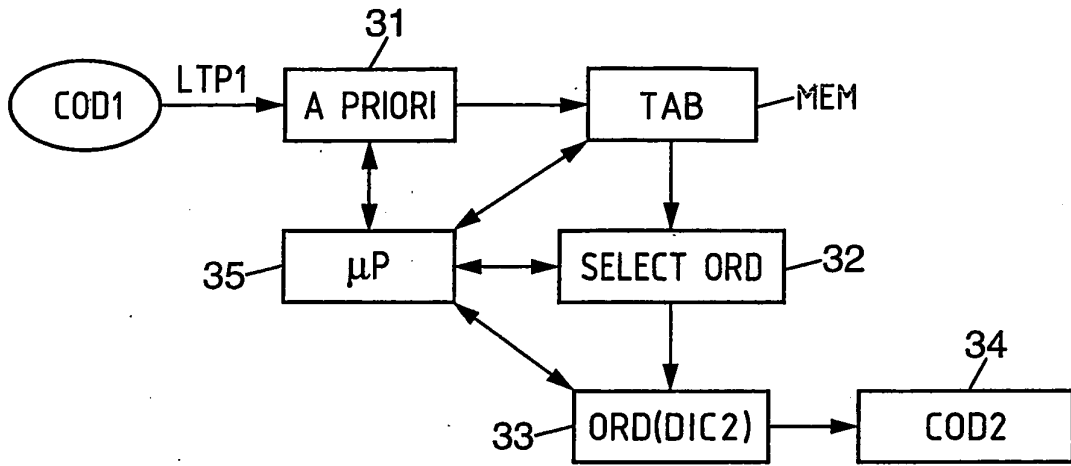 31
COD1
LTP1
A PRIORI
TAB
MEM
35
µP
SELECT ORD
32
34
33
ORD(DIC2)
COD2